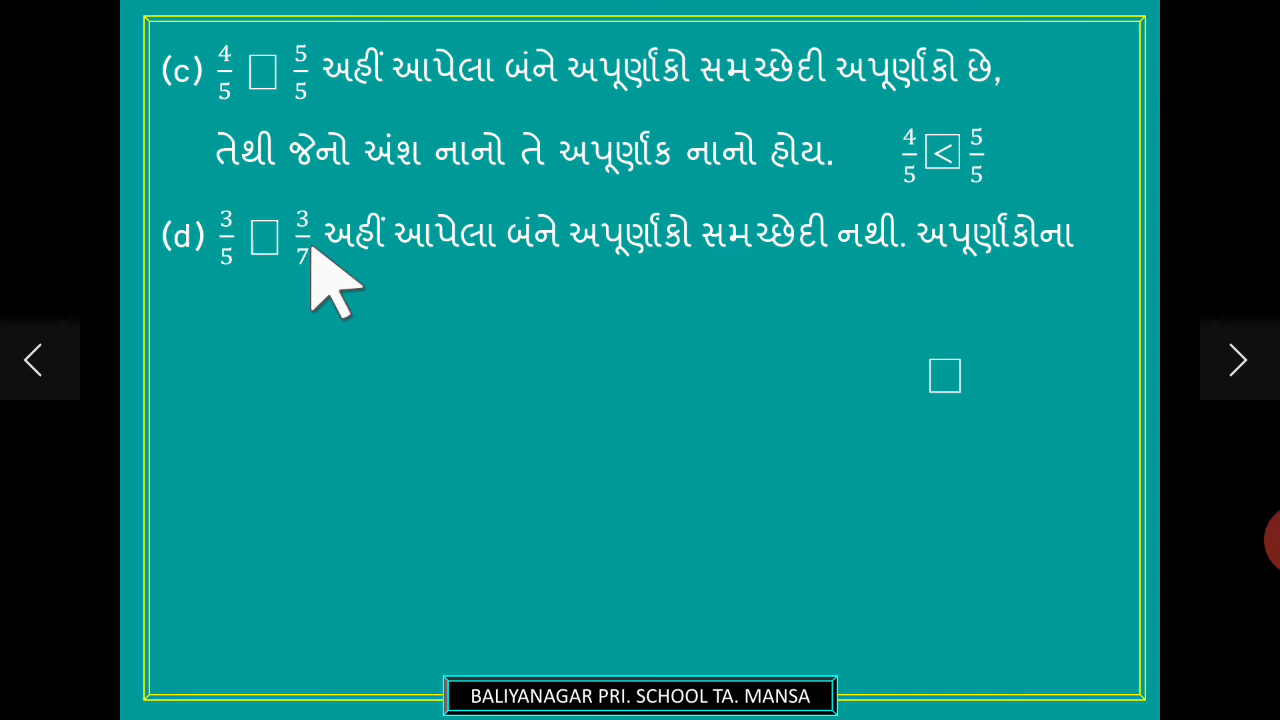 (c) 4/5 □ 5/5 અહીં આપેલા બંને અપૂર્ણાંકો સમચ્છેદી અપૂર્ણાંકો છે,
તેથી જેનો અંશ નાનો તે અપૂર્ણાંક નાનો હોય. 4/5 < 5/5
(d) 3/5 □ 3/7 અહીં આપેલા બંને અપૂર્ણાંકો સમચ્છેદી નથી. અપૂર્ણાંકોના
□
BALIYANAGAR PRI. SCHOOL TA. MANSA